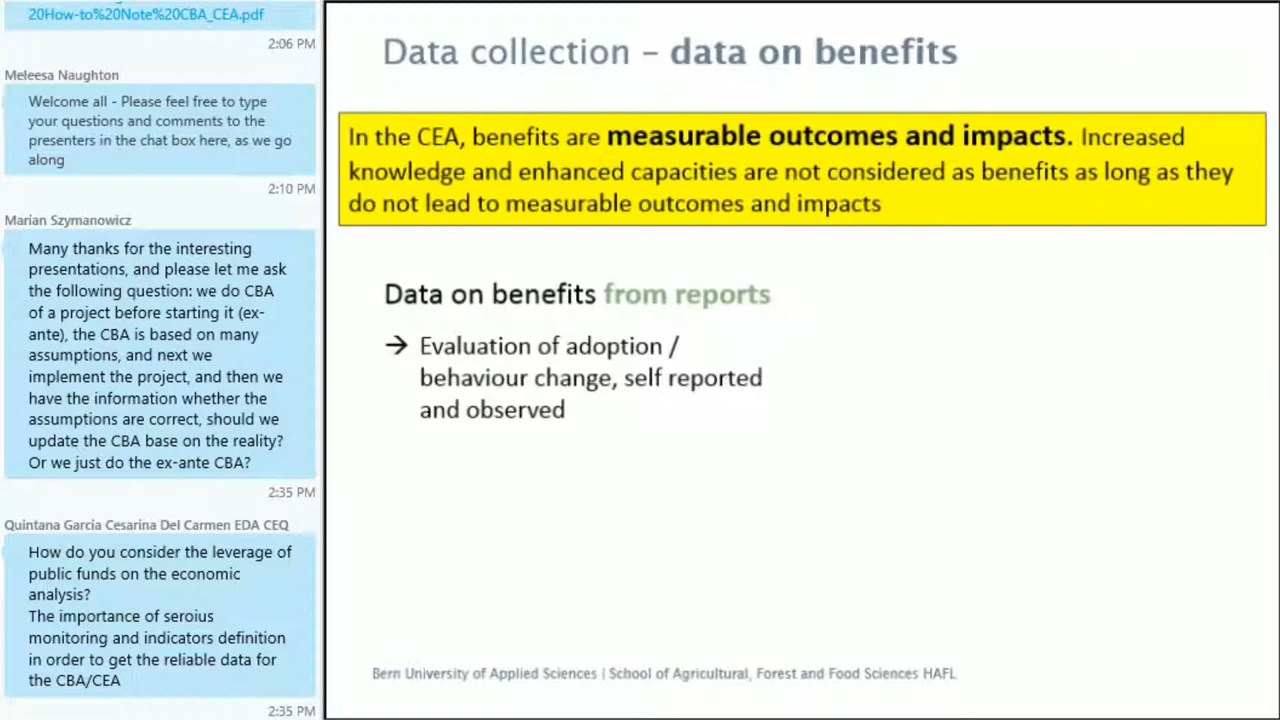 20How-to%20Note%20CBA_CEA.pdf
2:06 PM
Meleesa Naughton
Welcome all - Please feel free to type
your questions and comments to the
presenters in the chat box here, as we go
along
2:10 PM
Marian Szymanowicz
Many thanks for the interesting
presentations, and please let me ask
the following question: we do CBA
of a project before starting it (ex-
ante), the CBA is based on many
assumptions, and next we
implement the project, and then we
have the information whether the
assumptions are correct, should we
update the CBA base on the reality?
Or we just do the ex-ante CBA?
2:35 PM
Quintana Garcia Cesarina Del Carmen EDA CEQ
How do you consider the leverage of
public funds on the economic
analysis?
The importance of seroius
monitoring and indicators definition
in order to get the reliable data for
the CBA/CEA
2:35 PM
Data collection – data on benefits
In the CEA, benefits are measurable outcomes and impacts. Increased
knowledge and enhanced capacities are not considered as benefits as long as they
do not lead to measurable outcomes and impacts
Data on benefits from reports
→ Evaluation of adoption /
behaviour change, self reported
and observed
Bern University of Applied Sciences | School of Agricultural, Forest and Food Sciences HAFL